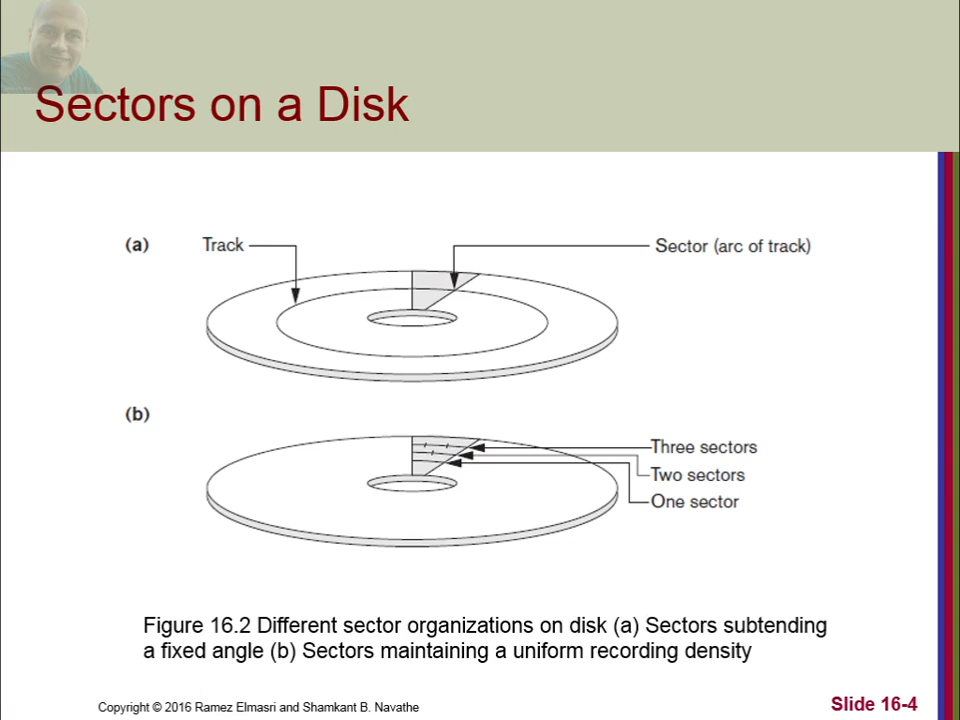 Sectors on a Disk
(a) Track Sector (arc of track)
(b)
Three sectors
Two sectors
One sector
Figure 16.2 Different sector organizations on disk (a) Sectors subtending
a fixed angle (b) Sectors maintaining a uniform recording density
Copyright © 2016 Ramez Elmasri and Shamkant B. Navathe
Slide 16-4